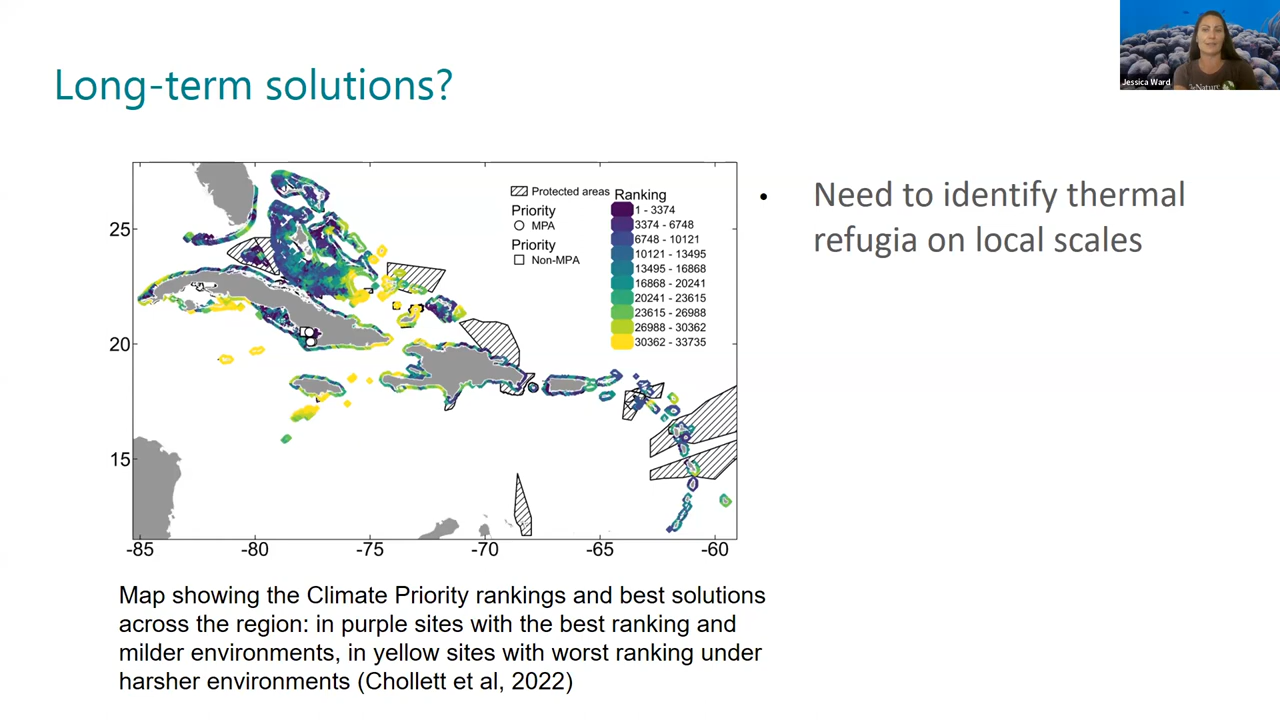 Long-term solutions?
Jessica Ward
Nature
Protected areas
Priority
MPA
Priority
Non-MPA
Ranking
1 - 3374
3374 - 6748
6748 - 10121
10121 - 13495
13495 - 16868
16868 - 20241
20241 - 23615
23615 - 26988
26988 - 30362
30362 - 33735
25
20
15
-85 -80 -75 -70 -65 -60
• Need to identify thermal
refugia on local scales
Map showing the Climate Priority rankings and best solutions
across the region: in purple sites with the best ranking and
milder environments, in yellow sites with worst ranking under
harsher environments (Chollett et al, 2022)